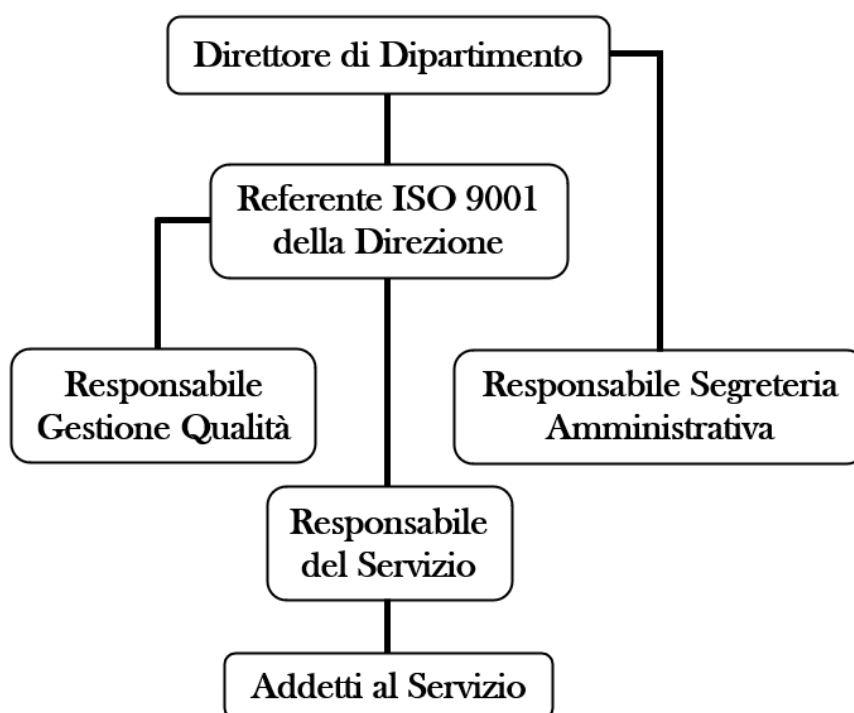 Direttore di Dipartimento
Referente ISO 9001
della Direzione
Responsabile
Gestione Qualità
Responsabile Segreteria
Amministrativa
Responsabile
del Servizio
Addetti al Servizio